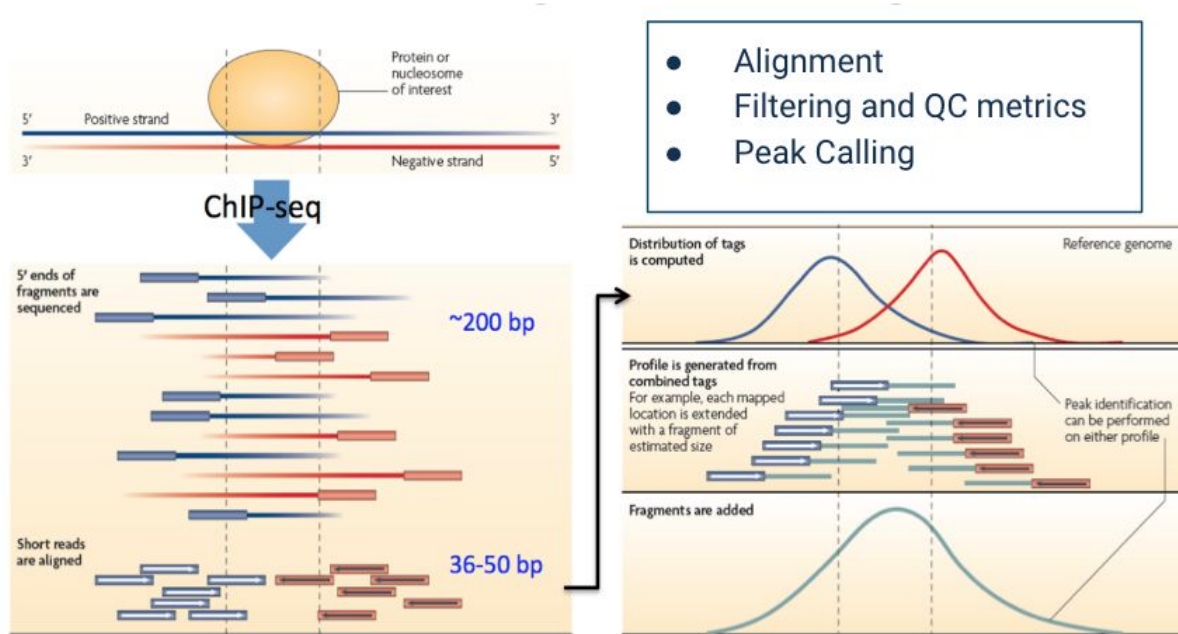 Protein or
nucleosome
of interest
5′
Positive strand
3′
3′
Negative strand
5′
ChIP-seq
5′ ends of
fragments are
sequenced
~200 bp
Short reads
are aligned
36-50 bp
● Alignment
● Filtering and QC metrics
● Peak Calling
Distribution of tags
is computed
Reference genome
Profile is generated from
combined tags
For example, each mapped
location is extended
with a fragment of
estimated size
Peak identification
can be performed
on either profile
Fragments are added